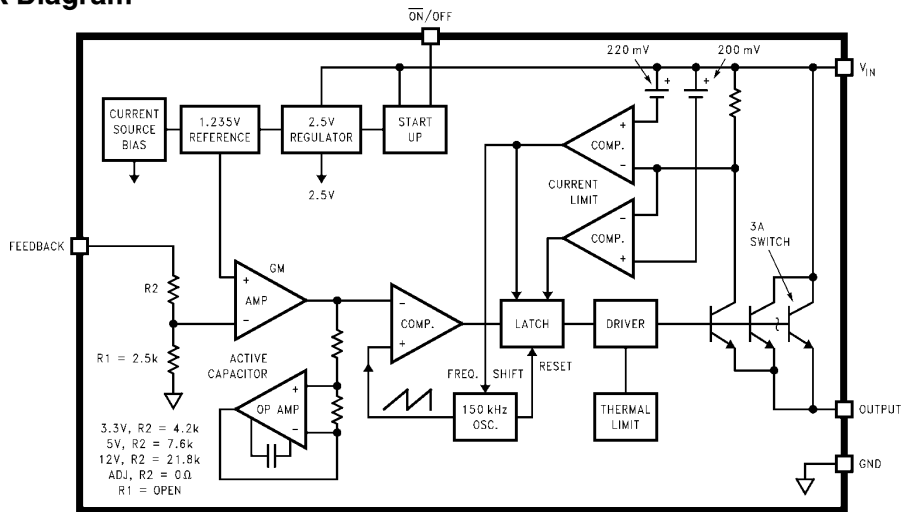 k Diagram
ON/OFF
220 mV
200 mV
VIN
CURRENT
SOURCE
BIAS
1.235V
REFERENCE
2.5V
REGULATOR
START
UP
2.5V
+
COMP.
-
CURRENT
LIMIT
-
COMP.
+
3A
SWITCH
FEEDBACK
R2
R1 = 2.5k
GM
+
AMP
-
-
COMP.
+
LATCH
DRIVER
ACTIVE
CAPACITOR
+
OP AMP
-
FREQ. SHIFT
RESET
150 kHz
OSC.
THERMAL
LIMIT
OUTPUT
GND
3.3V, R2 = 4.2k
5V, R2 = 7.6k
12V, R2 = 21.8k
ADJ, R2 = 0Ω
R1 = OPEN